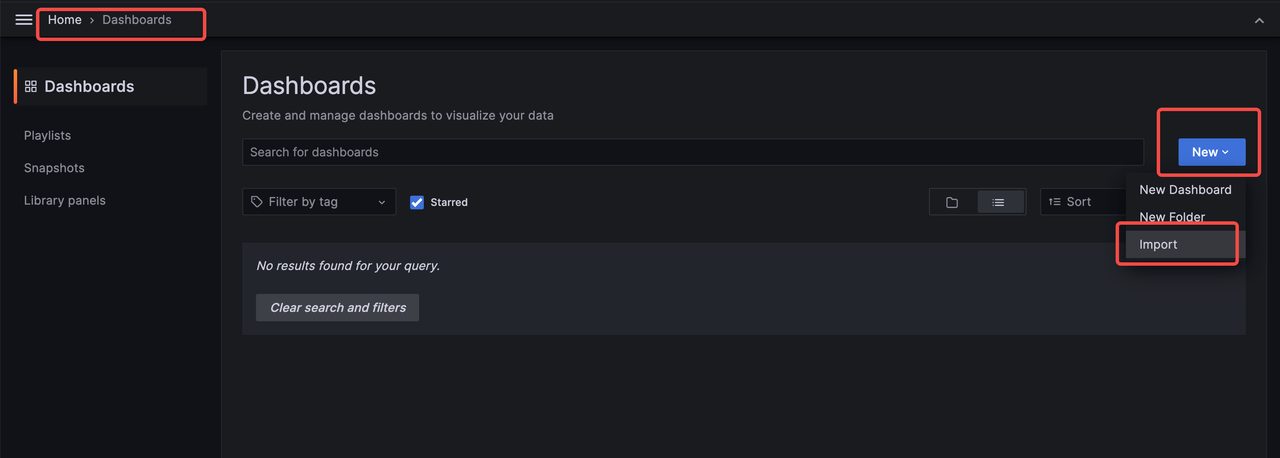 Home › Dashboards
Dashboards
Playlists
Snapshots
Library panels
Dashboards
Create and manage dashboards to visualize your data
Search for dashboards
New
New Dashboard
New Folder
Import
Filter by tag
Starred
Sort
No results found for your query.
Clear search and filters